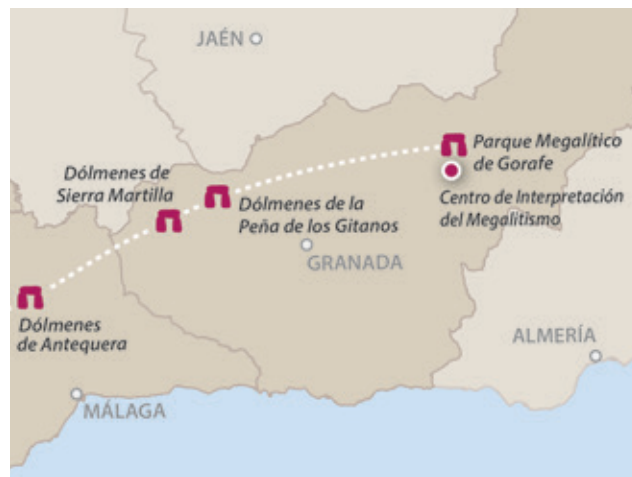 JAÉN
Parque Megalítico
de Gorafe
Dólmenes de
Sierra Martilla
Centro de Interpretación
del Megalitismo
Dólmenes de la
Peña de los Gitanos
GRANADA
Dólmenes
de Antequera
ALMERÍA
MÁLAGA